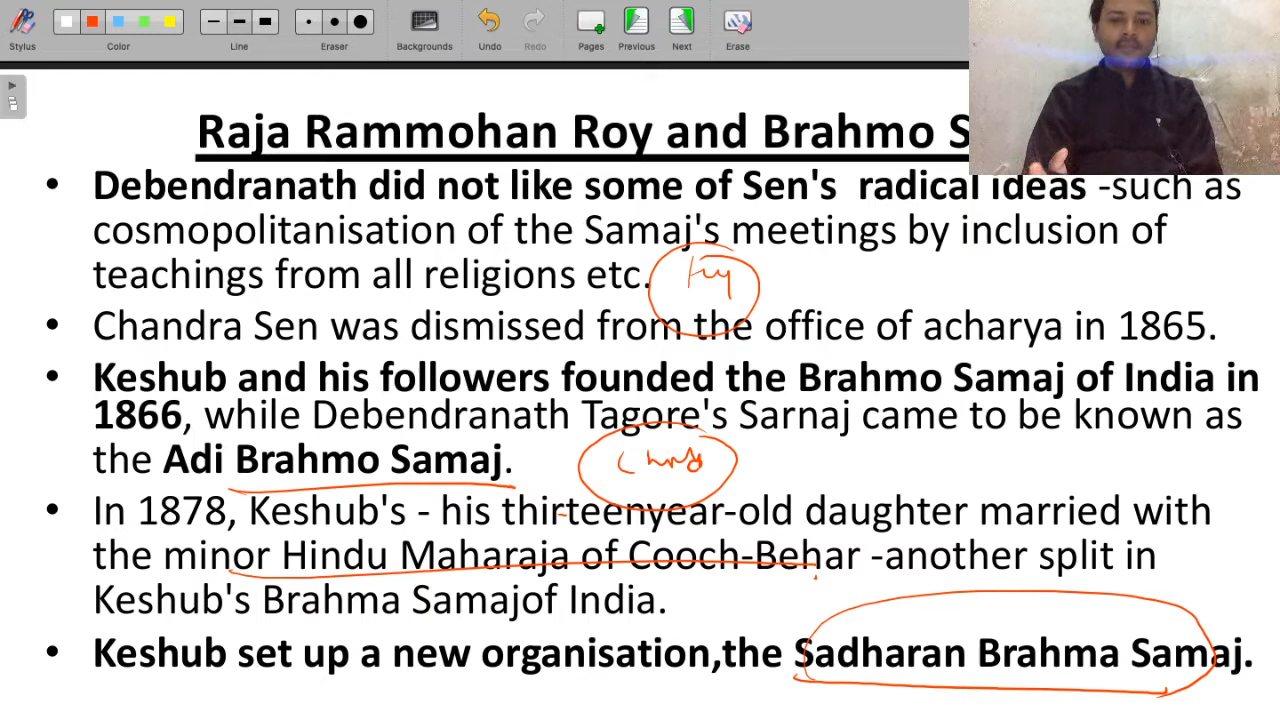 Stylus
Color
Line
Eraser
Backgrounds
Undo
Redo
Pages
Previous
Next
Erase
Raja Rammohan Roy and Brahmo S
• Debendranath did not like some of Sen's radical ideas -such as
cosmopolitanisation of the Samaj's meetings by inclusion of
teachings from all religions etc.
• Chandra Sen was dismissed from the office of acharya in 1865.
• Keshub and his followers founded the Brahmo Samaj of India in
1866, while Debendranath Tagore's Sarnaj came to be known as
the Adi Brahmo Samaj.
• In 1878, Keshub's - his thirteenyear-old daughter married with
the minor Hindu Maharaja of Cooch-Behar -another split in
Keshub's Brahma Samajof India.
• Keshub set up a new organisation,the Sadharan Brahma Samaj.